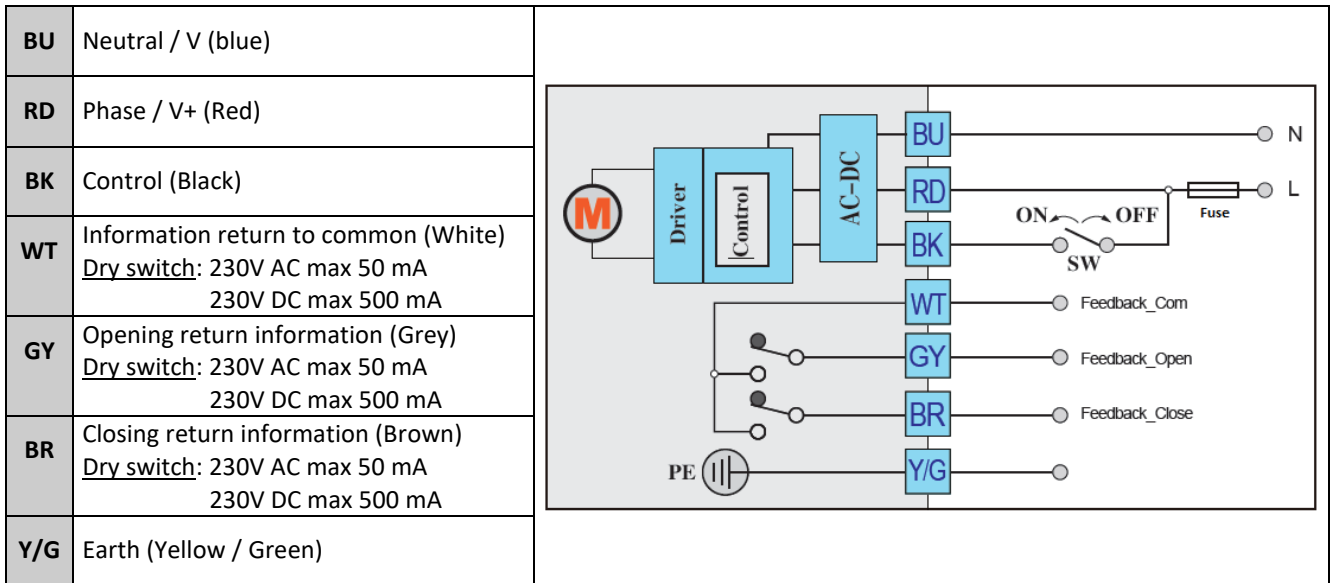 BU Neutral / V (blue)
RD Phase / V+ (Red)
BK Control (Black)
WT Information return to common (White)
Dry switch: 230V AC max 50 mA
230V DC max 500 mA
GY Opening return information (Grey)
Dry switch: 230V AC max 50 mA
230V DC max 500 mA
BR Closing return information (Brown)
Dry switch: 230V AC max 50 mA
230V DC max 500 mA
Y/G Earth (Yellow / Green)
M
Driver
Control
AC-DC
BU
N
RD
L
Fuse
ON
OFF
BK
SW
WT
Feedback_Com
GY
Feedback_Open
BR
Feedback_Close
PE
Y/G